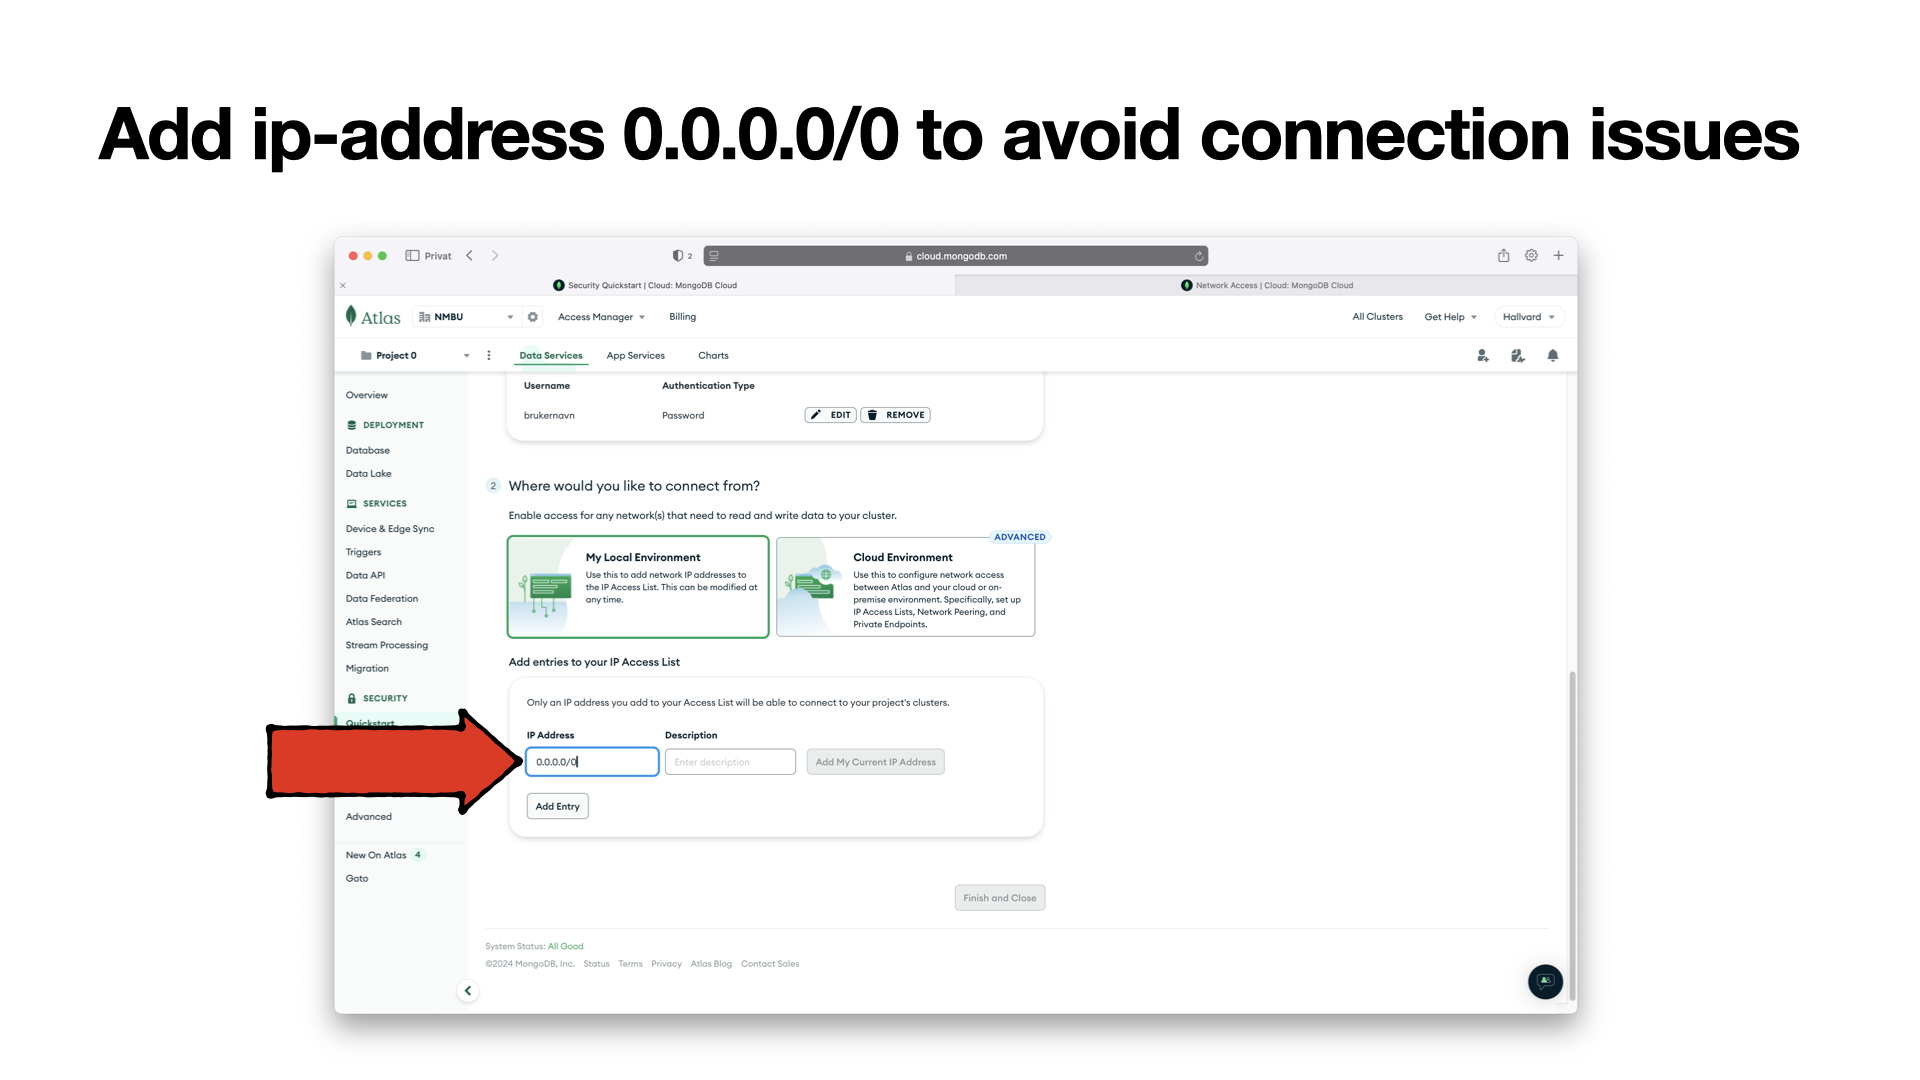 Add ip-address 0.0.0.0/0 to avoid connection issues
Privat
2
cloud.mongodb.com
Security Quickstart | Cloud: MongoDB Cloud
Network Access | Cloud: MongoDB Cloud
Atlas
NMBU
Access Manager
Billing
All Clusters
Get Help
Hallvard
Project 0
Data Services
App Services
Charts
Overview
DEPLOYMENT
Database
Data Lake
SERVICES
Device & Edge Sync
Triggers
Data API
Data Federation
Atlas Search
Stream Processing
Migration
SECURITY
Quickstart
Advanced
New On Atlas 4
Goto
Username
Authentication Type
brukernavn
Password
EDIT
REMOVE
2 Where would you like to connect from?
Enable access for any network(s) that need to read and write data to your cluster.
My Local Environment
Use this to add network IP addresses to
the IP Access List. This can be modified at
any time.
ADVANCED
Cloud Environment
Use this to configure network access
between Atlas and your cloud or on-
premise environment. Specifically, set up
IP Access Lists, Network Peering, and
Private Endpoints.
Add entries to your IP Access List
Only an IP address you add to your Access List will be able to connect to your project's clusters.
IP Address
Description
0.0.0.0/0
Enter description
Add My Current IP Address
Add Entry
Finish and Close
System Status: All Good
©2024 MongoDB, Inc. Status Terms Privacy Atlas Blog Contact Sales